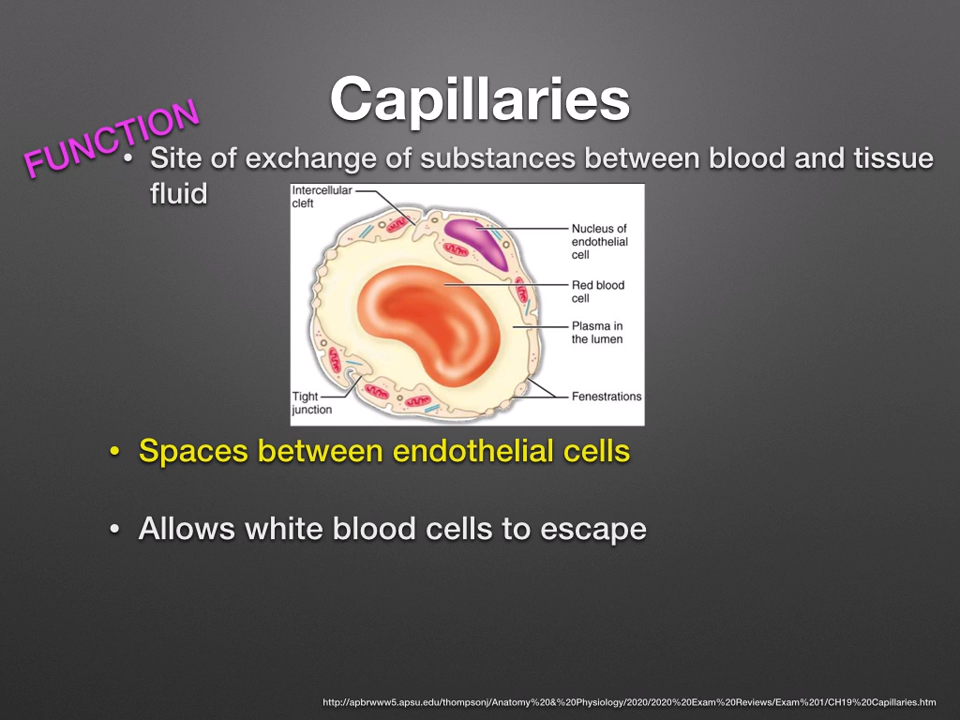 Capillaries
FUNCTION
• Site of exchange of substances between blood and tissue
fluid
Intercellular
cleft
Nucleus of
endothelial
cell
Red blood
cell
Plasma in
the lumen
Tight
junction
Fenestrations
• Spaces between endothelial cells
• Allows white blood cells to escape
http://apbrwww5.apsu.edu/thompsonj/Anatomy%20&%20Physiology/2020/2020%20Exam%20Reviews/Exam%201/CH19%20Capillaries.htm